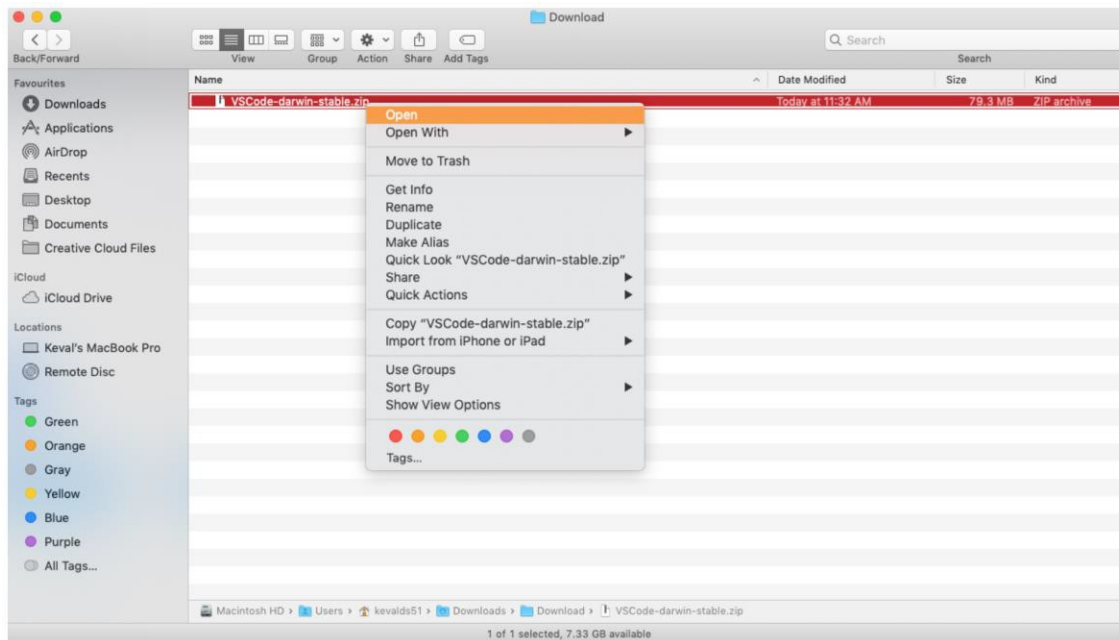 Download
Search
Back/Forward View Group Action Share Add Tags Search
Favourites
Downloads
Applications
AirDrop
Recents
Desktop
Documents
Creative Cloud Files
iCloud
iCloud Drive
Locations
Keval's MacBook Pro
Remote Disc
Tags
Green
Orange
Gray
Yellow
Blue
Purple
All Tags...
Name Date Modified Size Kind
VSCode-darwin-stable.zip Today at 11:32 AM 79.3 MB ZIP archive
Open
Open With
Move to Trash
Get Info
Rename
Duplicate
Make Alias
Quick Look “VSCode-darwin-stable.zip”
Share
Quick Actions
Copy “VSCode-darwin-stable.zip”
Import from iPhone or iPad
Use Groups
Sort By
Show View Options
Tags...
Macintosh HD › Users › kevalds51 › Downloads › Download › VSCode-darwin-stable.zip
1 of 1 selected, 7.33 GB available